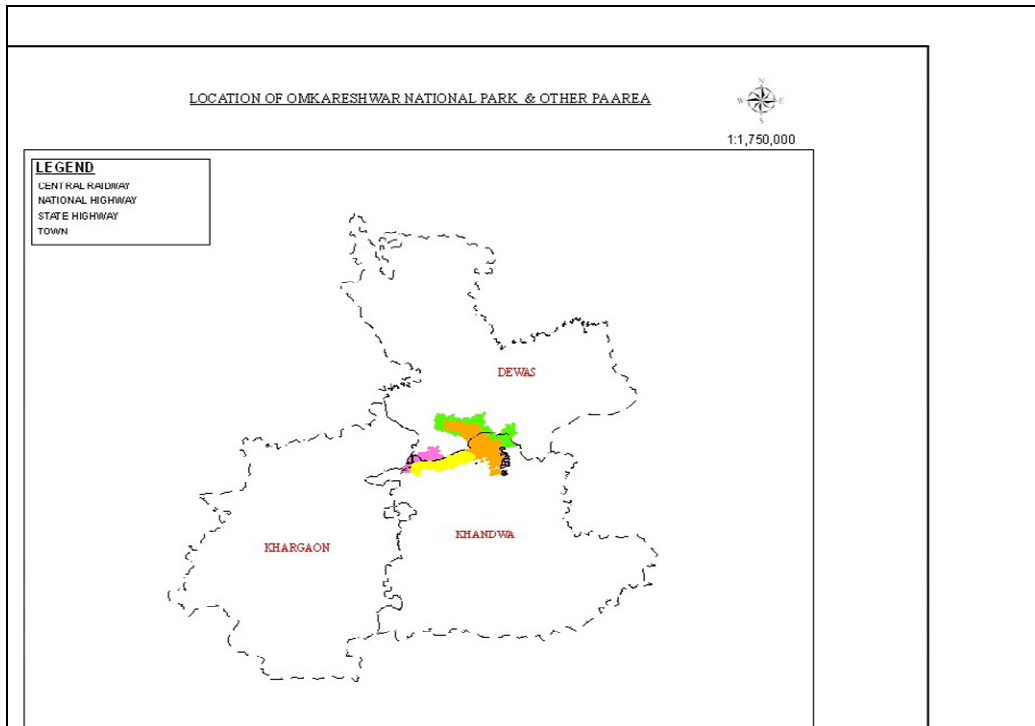 LOCATION OF OMKARESHWAR NATIONAL PARK & OTHER PA AREA
N
W E
S
1:1,750,000
LEGEND
CENTRAL RAIDWAY
NATIONAL HIGHWAY
STATE HIGHWAY
TOWN
DEWAS
KHARGAON
KHANDWA